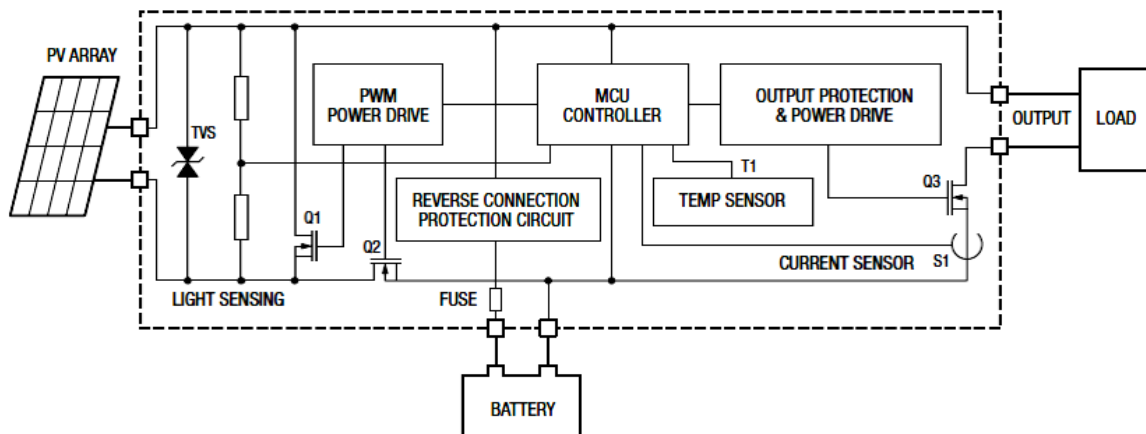 PV ARRAY
TVS
PWM
POWER DRIVE
MCU
CONTROLLER
OUTPUT PROTECTION
& POWER DRIVE
OUTPUT
LOAD
T1
REVERSE CONNECTION
PROTECTION CIRCUIT
TEMP SENSOR
Q3
Q1
Q2
CURRENT SENSOR
S1
LIGHT SENSING
FUSE
BATTERY